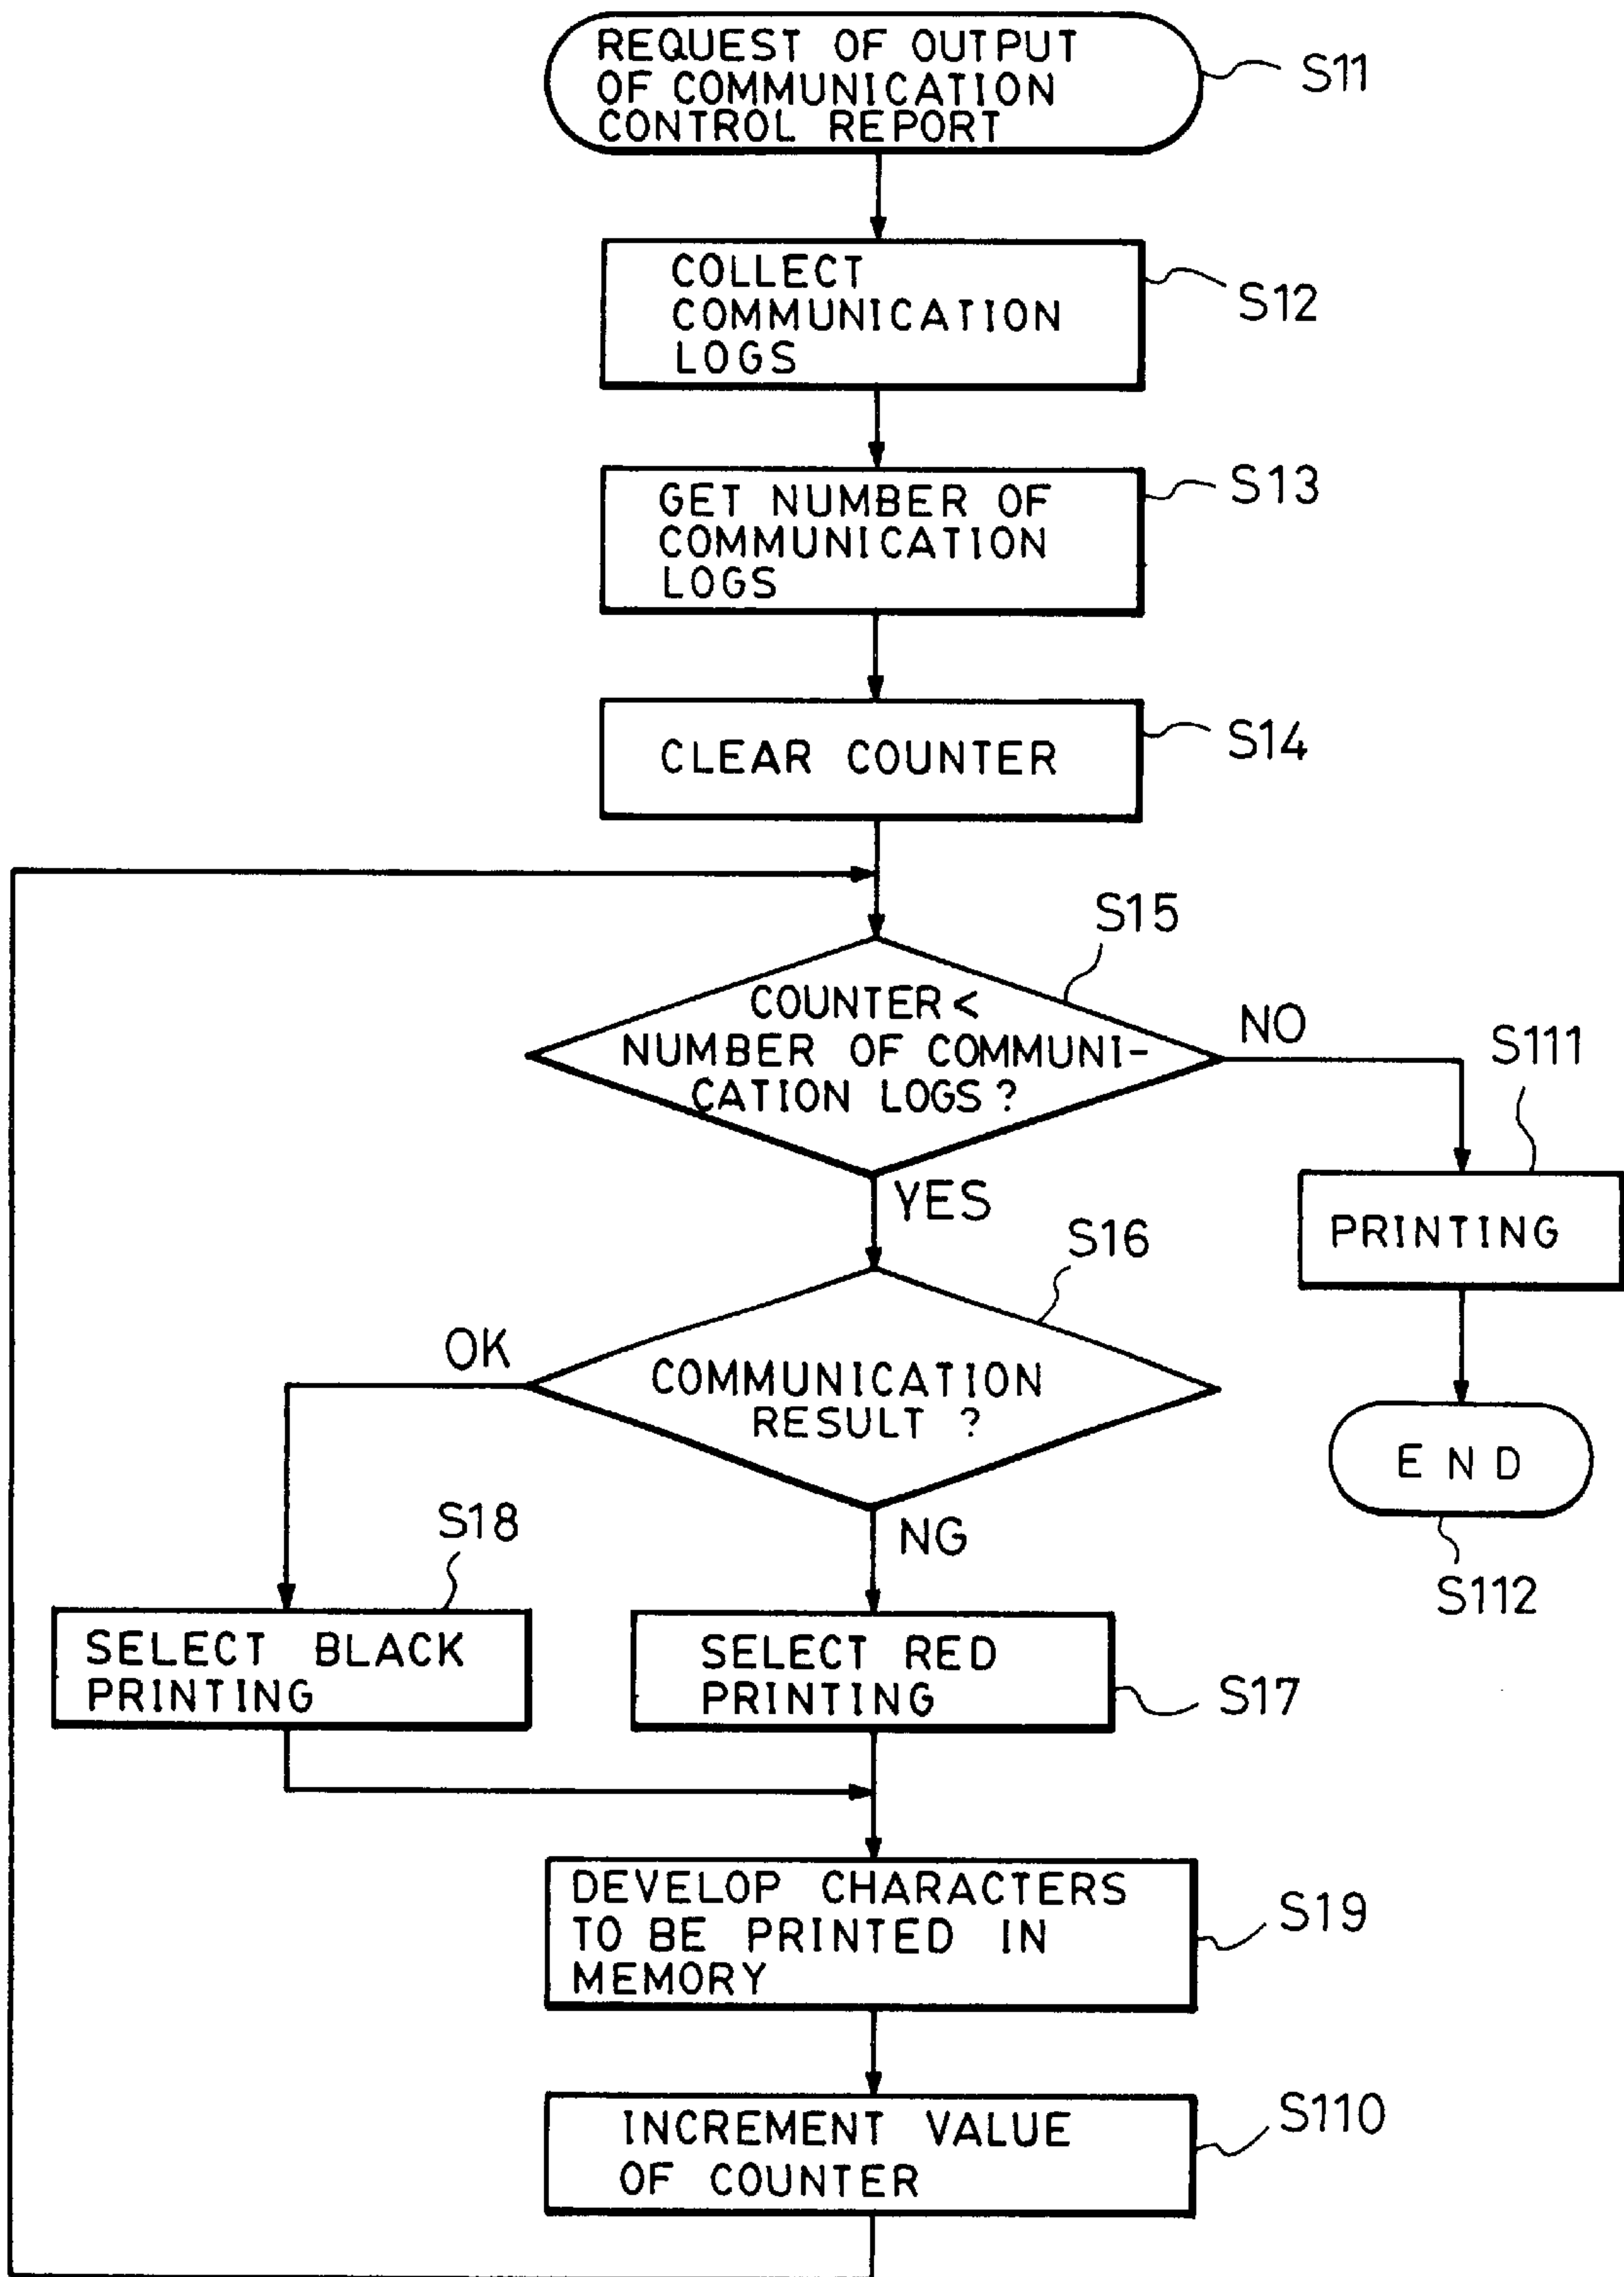 REQUEST OF OUTPUT
OF COMMUNICATION
CONTROL REPORT
S11
COLLECT
COMMUNICATION
LOGS
S12
GET NUMBER OF
COMMUNICATION
LOGS
S13
CLEAR COUNTER
S14
S15
COUNTER <
NUMBER OF COMMUNI-
CATION LOGS ?
NO
YES
S111
PRINTING
S16
COMMUNICATION
RESULT ?
OK
NG
END
S112
S18
SELECT BLACK
PRINTING
SELECT RED
PRINTING
S17
DEVELOP CHARACTERS
TO BE PRINTED IN
MEMORY
S19
INCREMENT VALUE
OF COUNTER
S110